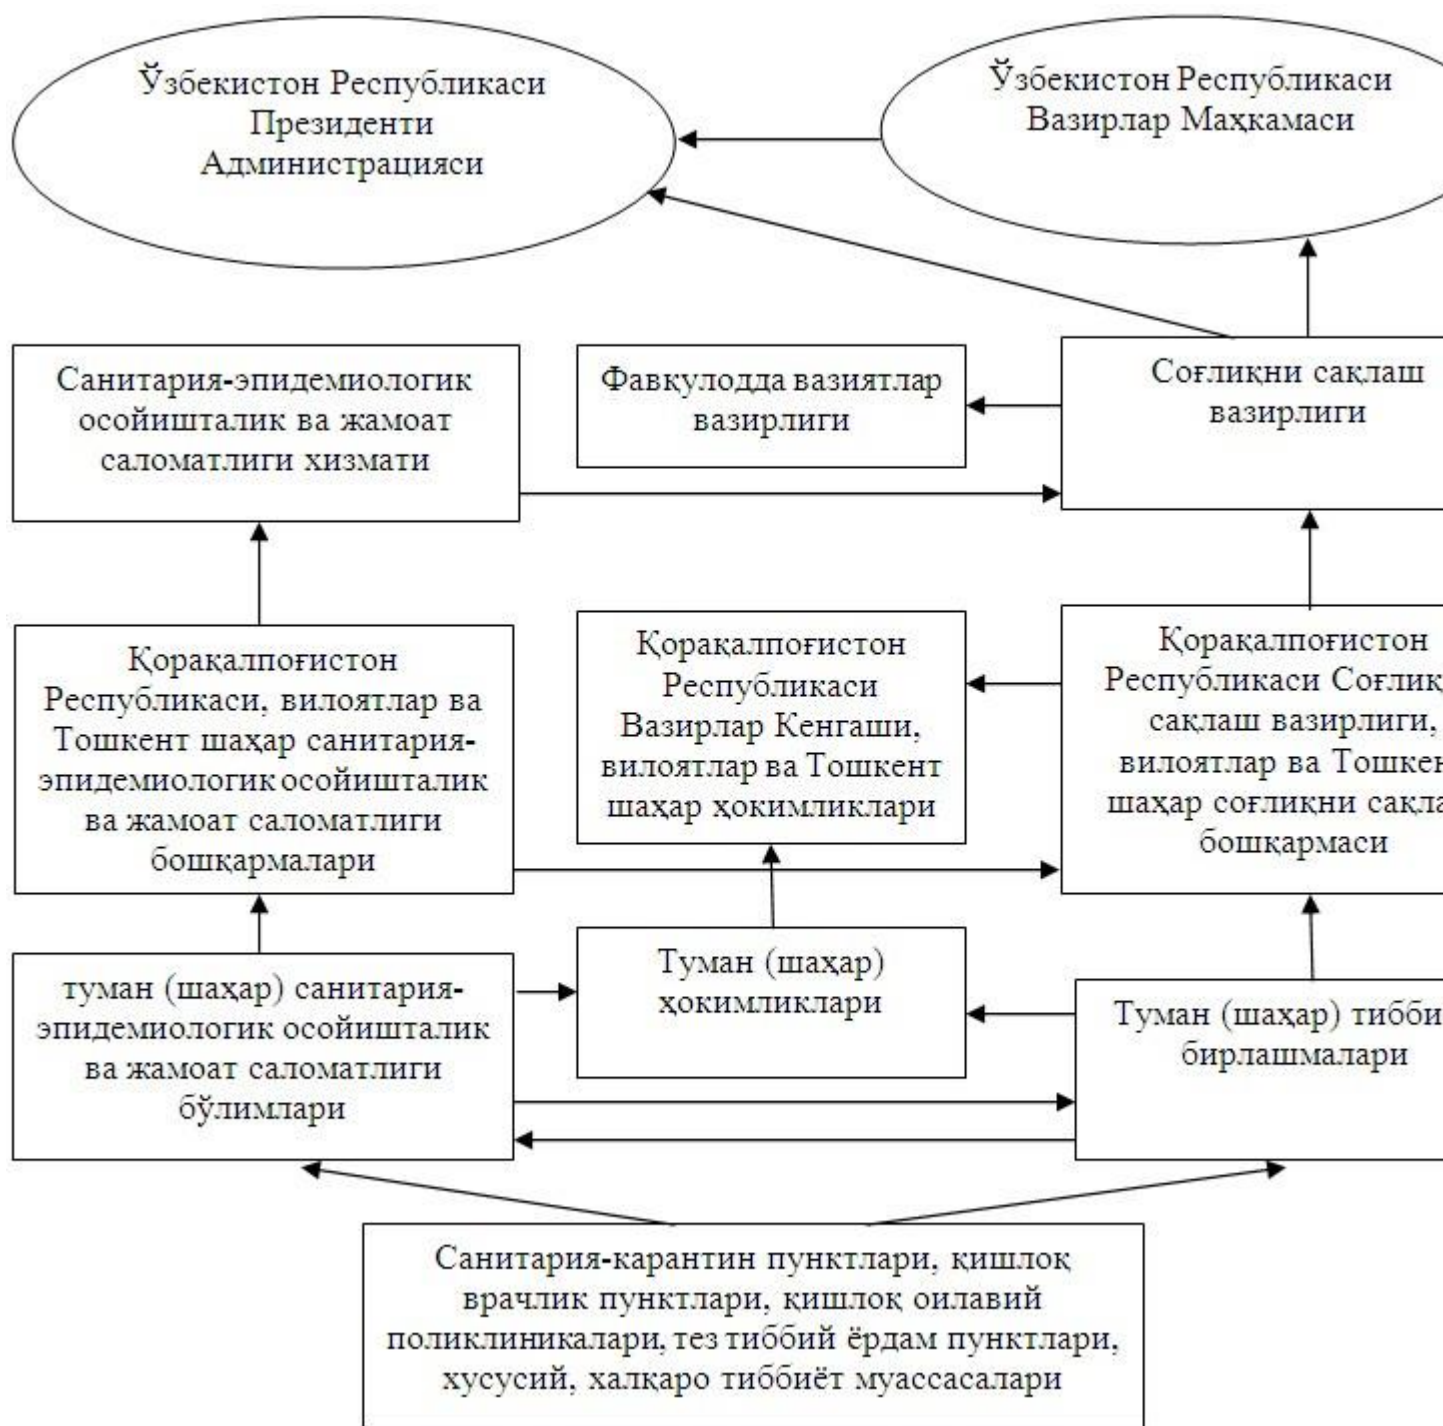 Ўзбекистон Республикаси
Президенти
Администрацияси
Ўзбекистон Республикаси
Вазирлар Маҳкамаси
Санитария-эпидемиологик
осойишталик ва жамоат
саломатлиги хизмати
Фавқулодда вазиятлар
вазирлиги
Соғлиқни сақлаш
вазирлиги
Қорақалпоғистон
Республикаси, вилоятлар ва
Тошкент шаҳар санитария-
эпидемиологик осойишталик
ва жамоат саломатлиги
бошқармалари
Қорақалпоғистон
Республикаси
Вазирлар Кенгаши,
вилоятлар ва Тошкент
шаҳар ҳокимликлари
Қорақалпоғистон
Республикаси
сақлаш вазирлиги,
вилоятлар ва
шаҳар соғлиқни
бошқармаси
туман (шаҳар) санитария-
эпидемиологик осойишталик
ва жамоат саломатлиги
бўлимлари
Туман (шаҳар)
ҳокимликлари
Туман (шаҳар)
бирлашмалари
Санитария-карантин пунктлари, қишлоқ
врачлик пунктлари, қишлоқ оилавий
поликлиникалари, тез тиббий ёрдам пунктлари,
хусусий, халқаро тиббиёт муассасалари